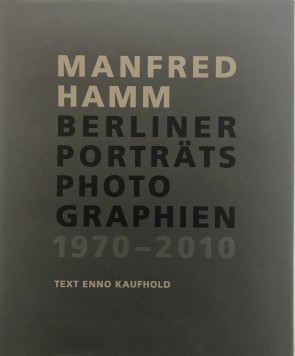 MANFRED
HAMM
BERLINER
PORTRÄTS
PHOTO
GRAPHIEN
1970–2010
TEXT ENNO KAUFHOLD